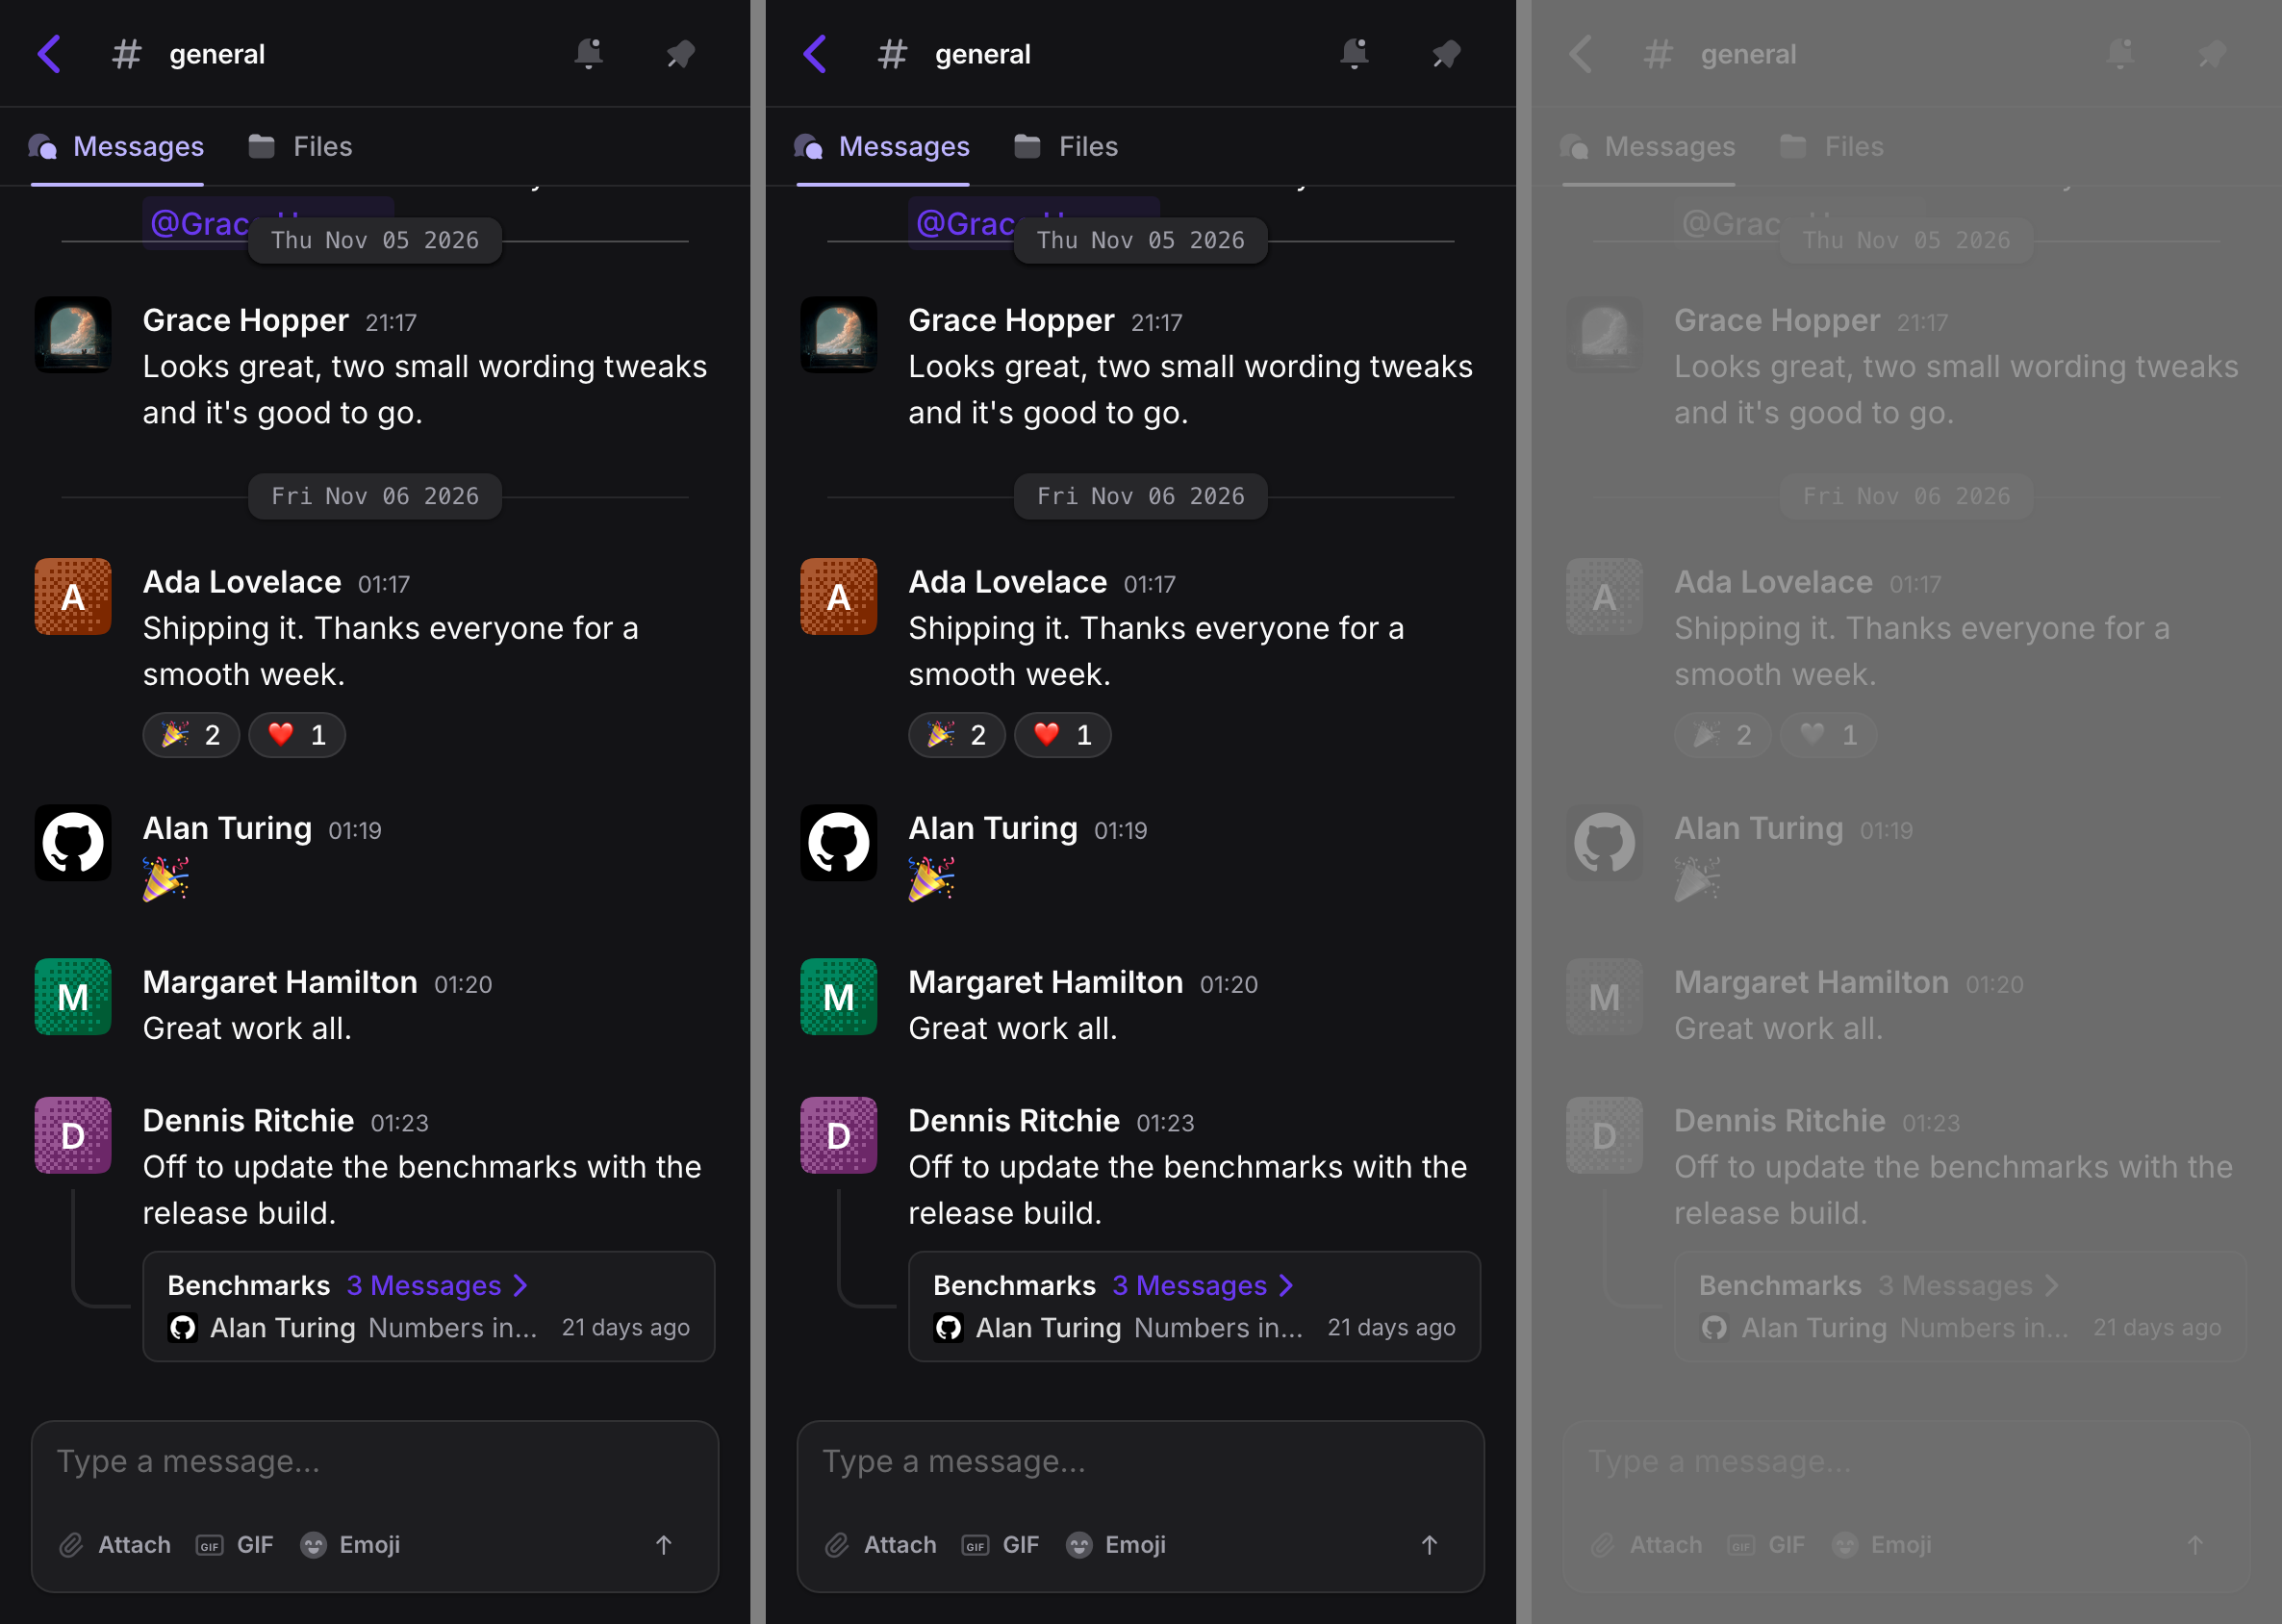 general
Messages Files
@Grac
Thu Nov 05 2026
Grace Hopper 21:17
Looks great, two small wording tweaks
and it's good to go.
Fri Nov 06 2026
A
Ada Lovelace 01:17
Shipping it. Thanks everyone for a
smooth week.
2 1
Alan Turing 01:19
M
Margaret Hamilton 01:20
Great work all.
D
Dennis Ritchie 01:23
Off to update the benchmarks with the
release build.
Benchmarks 3 Messages
Alan Turing Numbers in... 21 days ago
Type a message...
Attach GIF GIF Emoji
general
Messages Files
@Grac
Thu Nov 05 2026
Grace Hopper 21:17
Looks great, two small wording tweaks
and it's good to go.
Fri Nov 06 2026
A
Ada Lovelace 01:17
Shipping it. Thanks everyone for a
smooth week.
2 1
Alan Turing 01:19
M
Margaret Hamilton 01:20
Great work all.
D
Dennis Ritchie 01:23
Off to update the benchmarks with the
release build.
Benchmarks 3 Messages
Alan Turing Numbers in... 21 days ago
Type a message...
Attach GIF GIF Emoji
general
Messages Files
@Grac
Thu Nov 05 2026
Grace Hopper 21:17
Looks great, two small wording tweaks
and it's good to go.
Fri Nov 06 2026
A
Ada Lovelace 01:17
Shipping it. Thanks everyone for a
smooth week.
2 1
Alan Turing 01:19
M
Margaret Hamilton 01:20
Great work all.
D
Dennis Ritchie 01:23
Off to update the benchmarks with the
release build.
Benchmarks 3 Messages
Alan Turing Numbers in... 21 days ago
Type a message...
Attach GIF GIF Emoji